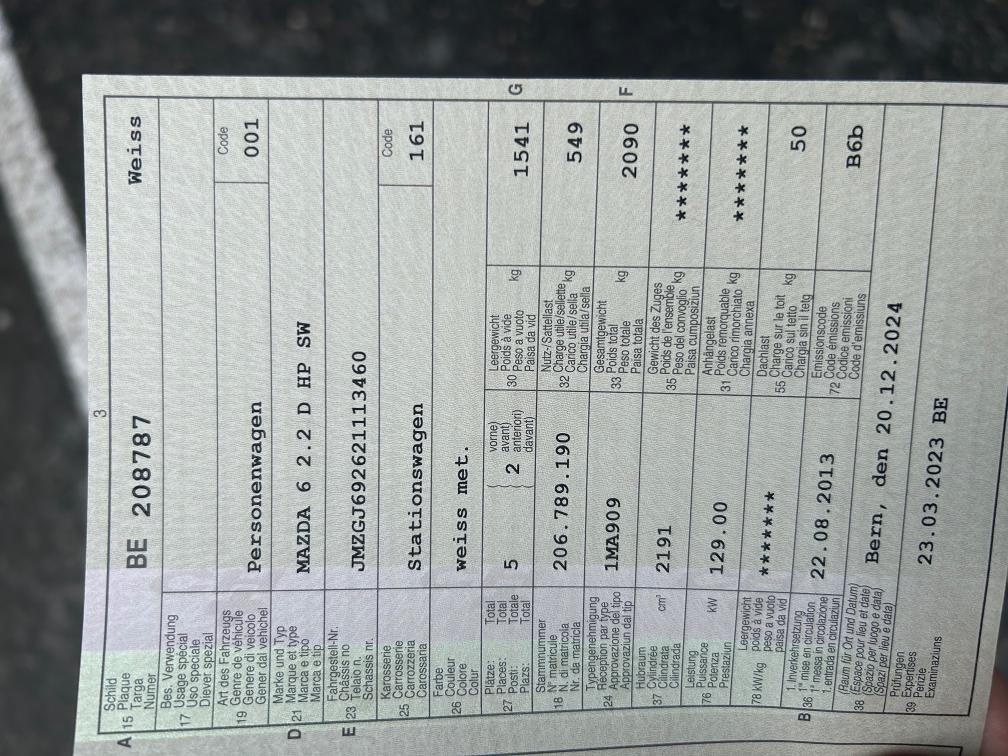 3
A 15 Schild
Plaque
Targa
Numer
BE 208787 Weiss
17 Bes. Verwendung
Usage spécial
Uso speciale
Diever spezial
19 Art des Fahrzeugs
Genre de véhicule
Genere di veicolo
Gener dal vehichel
Personenwagen
Code
001
D 21 Marke und Typ
Marque et type
Marca e tipo
Marca e tip
MAZDA 6 2.2 D HP SW
E 23 Fahrgestell-Nr.
Châssis no
Telaio n.
Schassis nr.
JMZGJ692621113460
25 Karosserie
Carrosserie
Carrozzeria
Carossaria
Stationswagen
Code
161
26 Farbe
Couleur
Colore
Colur
weiss met.
27 Plätze: Total
Places: Total
Posti: Totale
Plazs: Total
5
2
vorne)
avant)
anteriori)
davant)
30 Leergewicht
Poids à vide
Peso a vuoto
Paisa da vid
kg
1541 G
18 Stammnummer
N° matricule
N. di matricola
Nr. da matricla
206.789.190
32 Nutz-/Sattellast
Charge utile/sellette
Carico utile/sella
Chargia utila/sella
kg
549
24 Typengenehmigung
Réception par type
Approvazione del tipo
Approvaziun dal tip
1MA909
33 Gesamtgewicht
Poids total
Peso totale
Paisa totala
kg
2090 F
37 Hubraum
Cylindrée
Cilindrata
Cilindrada
cm³
2191
35 Gewicht des Zuges
Poids de l'ensemble
Peso del convoglio
Paisa cumposiziun
kg
*******
76 Leistung
Puissance
Potenza
Prestaziun
kW
129.00
31 Anhängelast
Poids remorquable
Carico rimorchiato
Chargia annexa
kg
*******
78 kW/kg
Leergewicht
poids à vide
peso a vuoto
paisa da vid
*******
55 Dachlast
Charge sur le toit
Carico sul tetto
Chargia sin il tetg
kg
50
B 36 1. Inverkehrsetzung
1re mise en circulation
1a messa in circolazione
1. entrada en circulaziun
22.08.2013
72 Emissionscode
Code émissions
Codice emissioni
Code d'emissiuns
B6b
38 (Raum für Ort und Datum)
(Espace pour lieu et date)
(Spazio per luogo e data)
(Spazi per lieu e data)
Bern, den 20.12.2024
39 Prüfungen
Expertises
Perizie
Examinaziuns
23.03.2023 BE